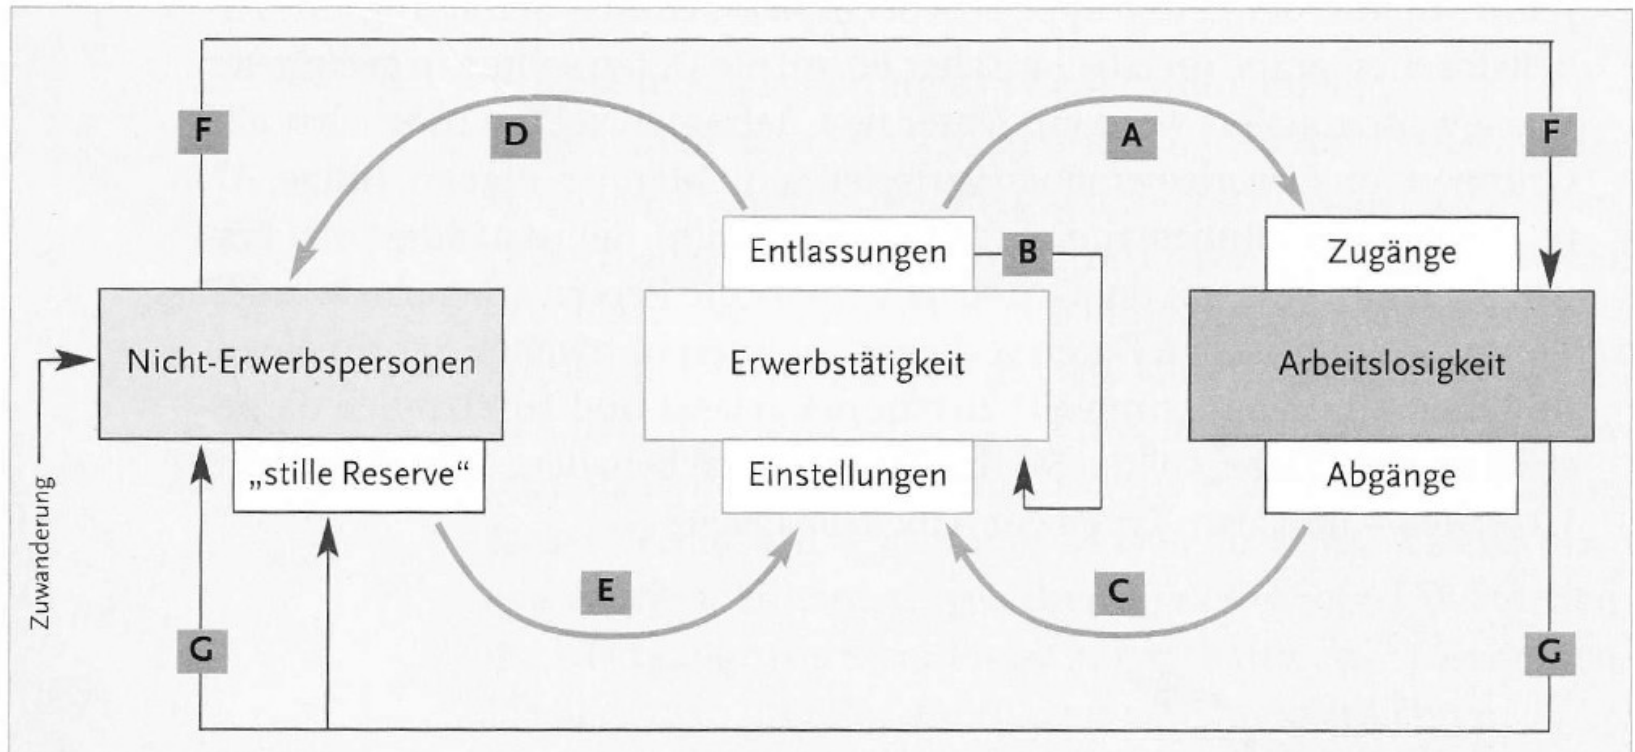 F
D
A
F
Entlassungen
B
Zugänge
Nicht-Erwerbspersonen
Erwerbstätigkeit
Arbeitslosigkeit
„stille Reserve“
Einstellungen
Abgänge
Zuwanderung
E
C
G
G